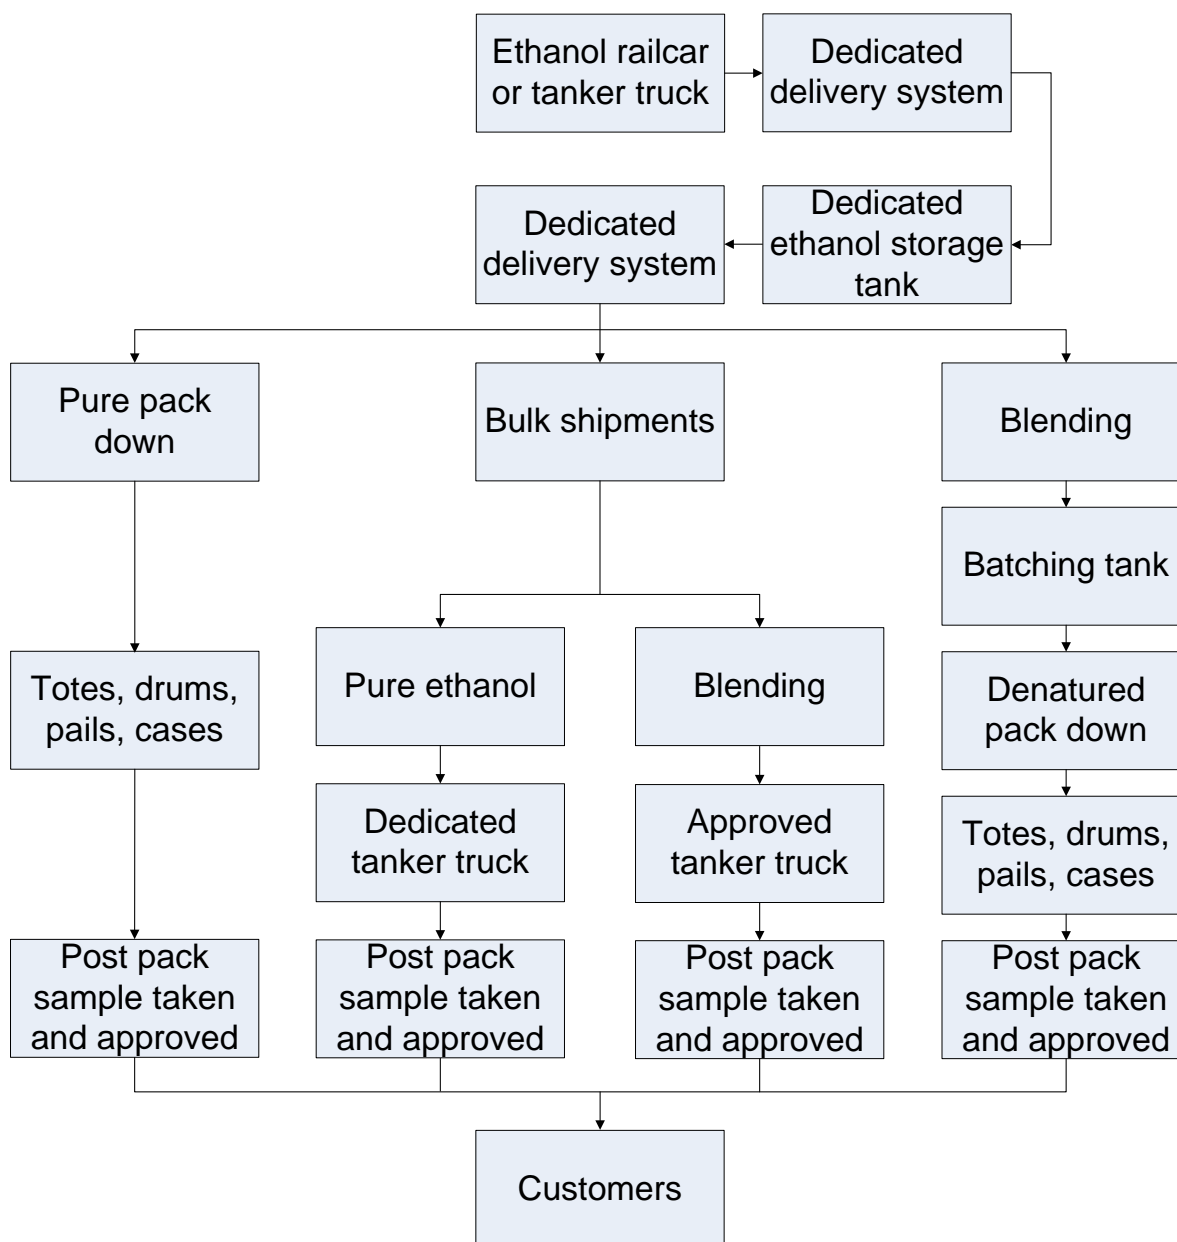 Ethanol railcar
or tanker truck
Dedicated
delivery system
Dedicated
delivery system
Dedicated
ethanol storage
tank
Pure pack
down
Bulk shipments
Blending
Batching tank
Pure ethanol
Blending
Totes, drums,
pails, cases
Denatured
pack down
Dedicated
tanker truck
Approved
tanker truck
Totes, drums,
pails, cases
Post pack
sample taken
and approved
Post pack
sample taken
and approved
Post pack
sample taken
and approved
Post pack
sample taken
and approved
Customers